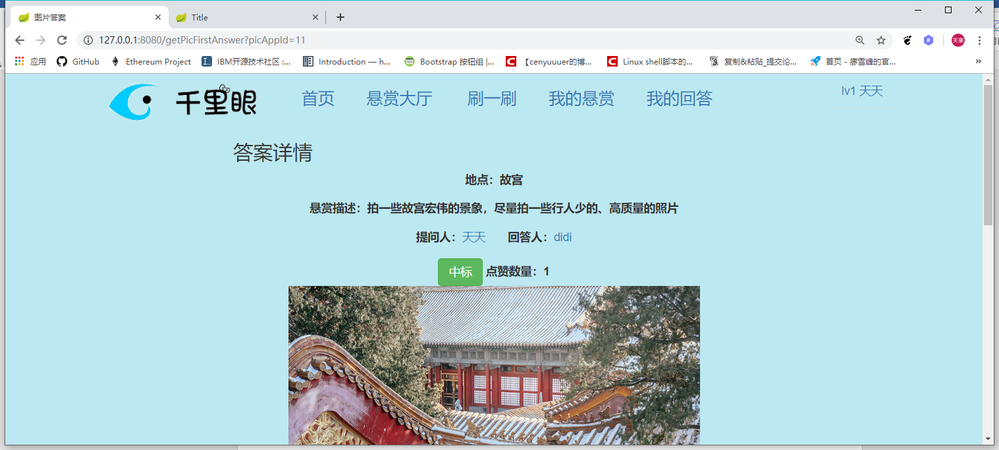 图片答案
Title
127.0.0.1:8080/getPicFirstAnswer?picAppId=11
天豪
应用
GitHub
Ethereum Project
IBM开源技术社区 :...
Introduction — h...
Bootstrap 按钮组 |...
【cenyuuuer的博...
Linux shell脚本的...
复制&粘贴_提交论...
首页 - 廖雪峰的官...
千里眼
首页
悬赏大厅
刷一刷
我的悬赏
我的回答
lv1 天天
答案详情
地点：故宫
悬赏描述：拍一些故宫宏伟的景象，尽量拍一些行人少的、高质量的照片
提问人：天天 回答人：didi
中标 点赞数量：1